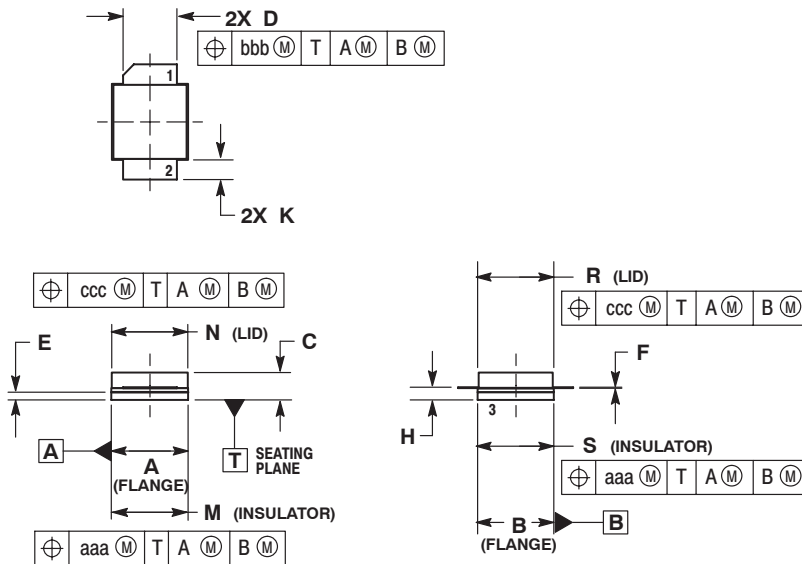 2X D
⌖ bbb Ⓜ T A Ⓜ B Ⓜ
1
2
2X K
⌖ ccc Ⓜ T A Ⓜ B Ⓜ
R (LID)
⌖ ccc Ⓜ T A Ⓜ B Ⓜ
E
N (LID)
C
F
3
H
A
A
(FLANGE)
T SEATING
PLANE
S (INSULATOR)
⌖ aaa Ⓜ T A Ⓜ B Ⓜ
M (INSULATOR)
B
(FLANGE)
B
⌖ aaa Ⓜ T A Ⓜ B Ⓜ